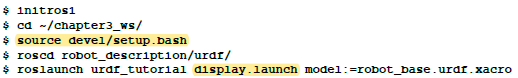 $ initros1
$ cd ~/chapter3_ws/
$ source devel/setup.bash
$ roscd robot_description/urdf/
$ roslaunch urdf_tutorial display.launch model:=robot_base.urdf.xacro